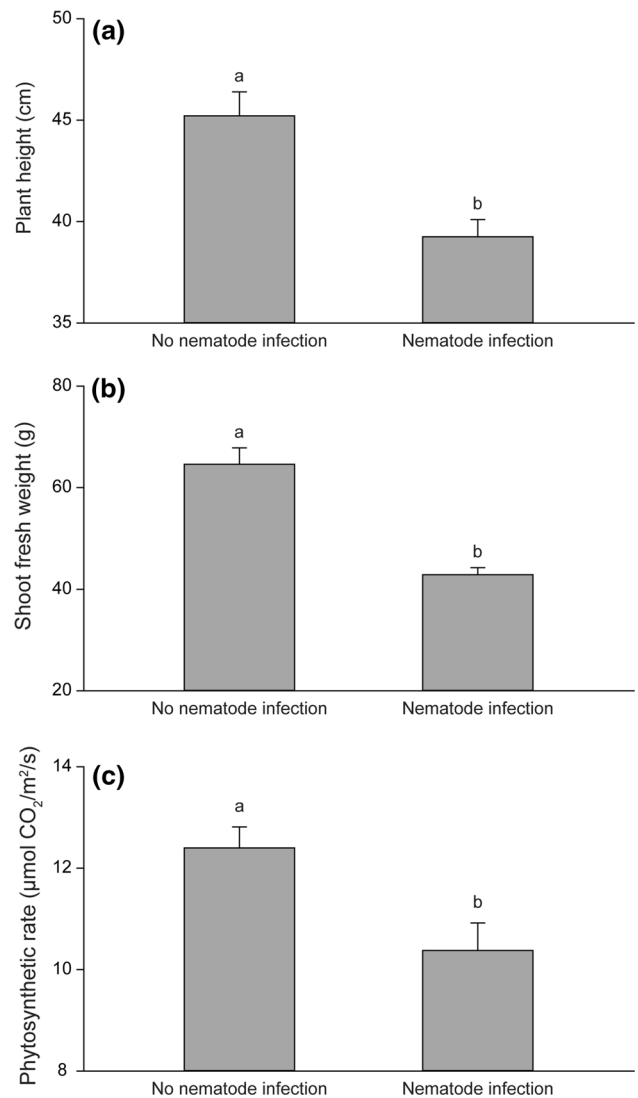 (a)
Plant height (cm)
50
45
40
35
a
b
No nematode infection
Nematode infection
(b)
Shoot fresh weight (g)
80
60
40
20
a
b
No nematode infection
Nematode infection
(c)
Phytosynthetic rate (µmol CO₂/m²/s)
14
12
10
8
a
b
No nematode infection
Nematode infection